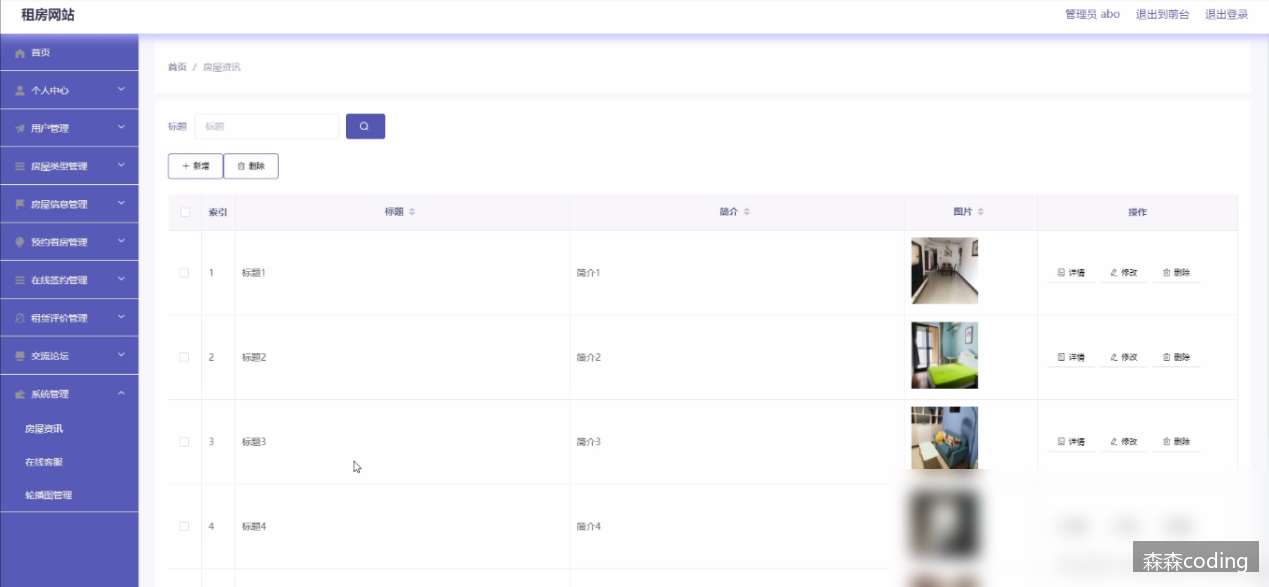 租房网站
管理员 abo 退出到前台 退出登录
首页
个人中心
用户管理
房屋类型管理
房屋信息管理
预约看房管理
在线签约管理
租赁评价管理
交流论坛
系统管理
房屋资讯
在线客服
轮播图管理
首页 / 房屋资讯
标题 标题
新增 删除
索引 标题 简介 图片 操作
1 标题1 简介1 详情 修改 删除
2 标题2 简介2 详情 修改 删除
3 标题3 简介3 详情 修改 删除
4 标题4 简介4
森森coding